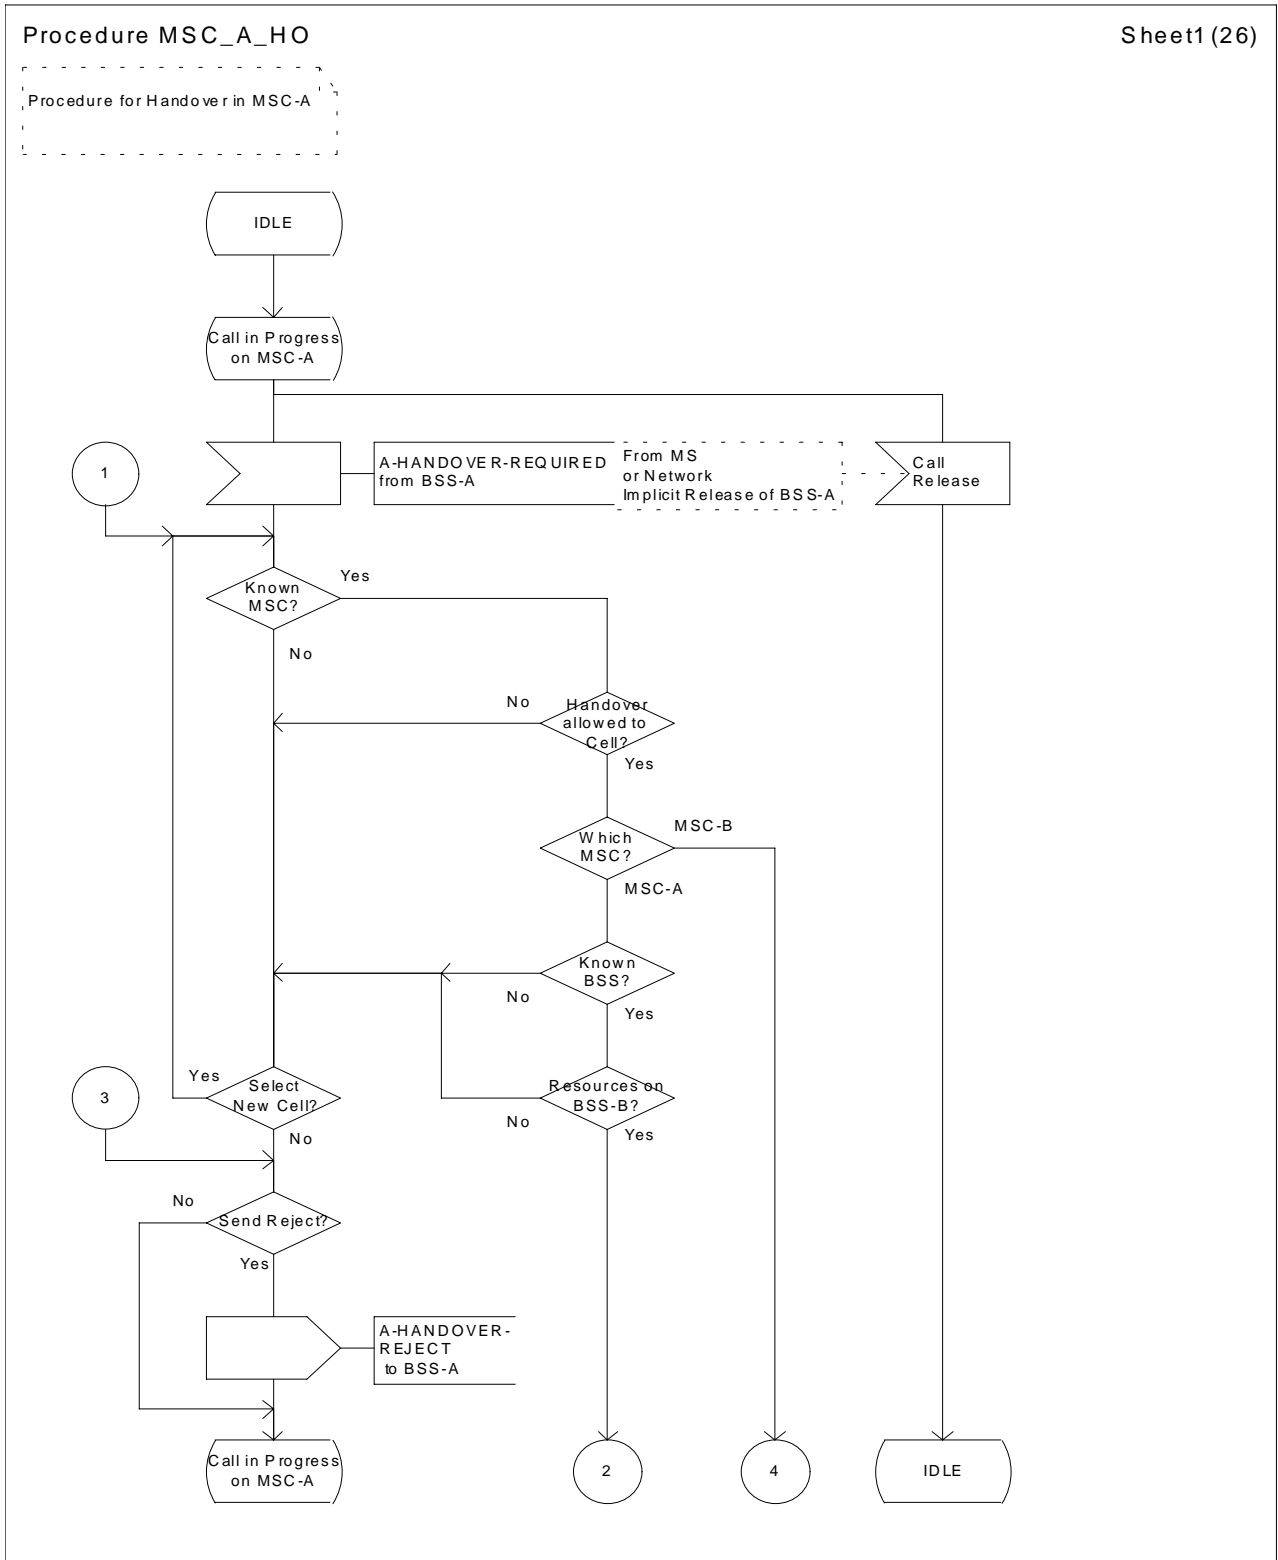 Procedure MSC_A_HO
Sheet1 (26)
Procedure for Handover in MSC-A
IDLE
Call in Progress
on MSC-A
1
A-HANDOVER-REQUIRED
from BSS-A
From MS
or Network
Implicit Release of BSS-A
Call
Release
Known
MSC?
Yes
No
Handover
allowed to
Cell?
No
Yes
Which
MSC?
MSC-B
MSC-A
Known
BSS?
No
Yes
3
Yes
Select
New Cell?
No
Resources on
BSS-B?
No
Yes
No
Send Reject?
Yes
A-HANDOVER-
REJECT
to BSS-A
Call in Progress
on MSC-A
2
4
IDLE